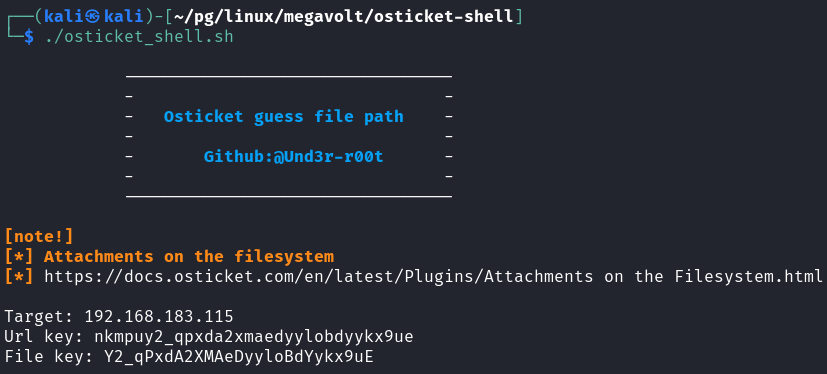 ┌──(kali㉿kali)-[~/pg/linux/megavolt/osticket-shell]
└─$ ./osticket_shell.sh
- Osticket guess file path -
- Github:@Und3r-r00t -
[note!]
[*] Attachments on the filesystem
[*] https://docs.osticket.com/en/latest/Plugins/Attachments on the Filesystem.html
Target: 192.168.183.115
Url key: nkmpuy2_qpxda2xmaedyylobdyykx9ue
File key: Y2_qPxdA2XMAeDyyloBdYykx9uE